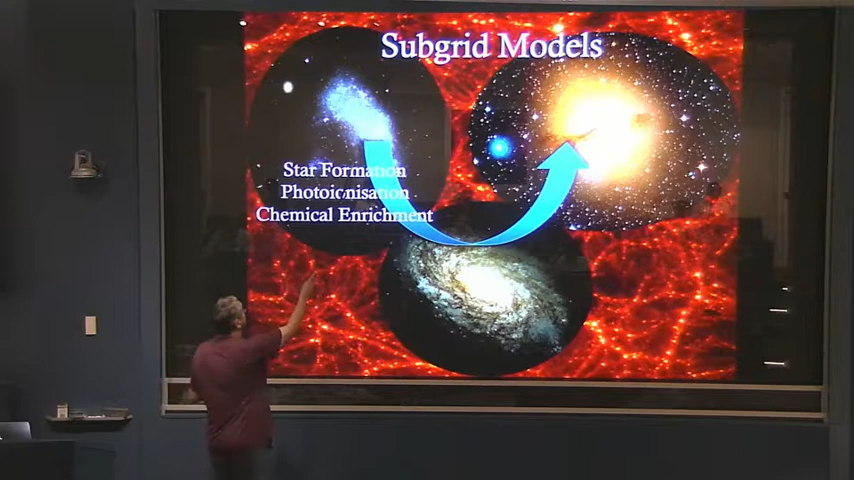 Subgrid Models
Star Formation
Photoionisation
Chemical Enrichment